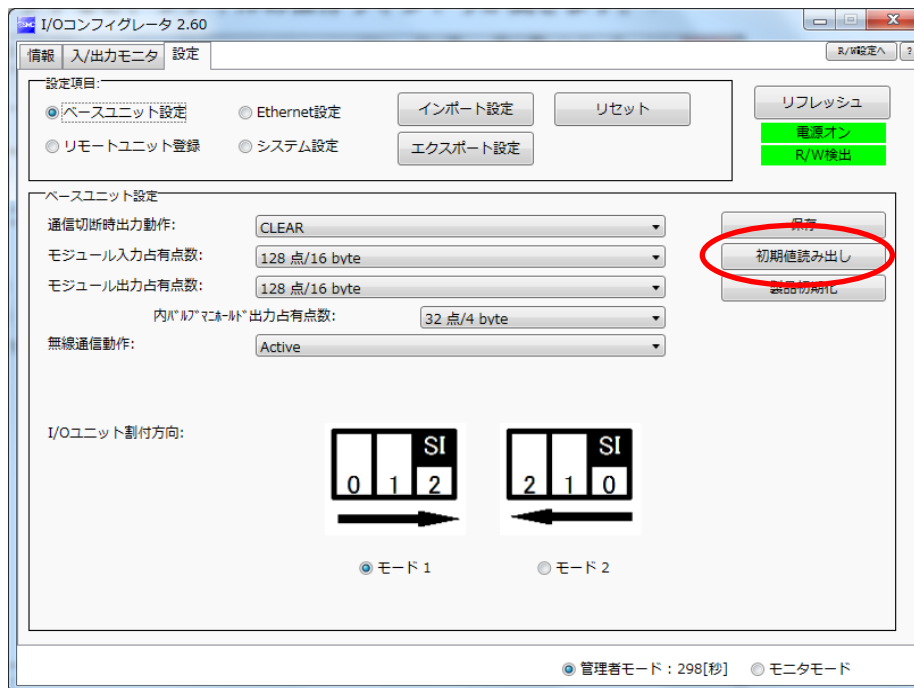 I/Oコンフィグレータ 2.60
情報 入/出力モニタ 設定 R/W設定へ ?
設定項目:
ベースユニット設定 Ethernet設定 インポート設定 リセット リフレッシュ
電源オン
リモートユニット登録 システム設定 エクスポート設定 R/W検出
ベースユニット設定
通信切断時出力動作: CLEAR 保存
モジュール入力占有点数: 128 点/16 byte 初期値読み出し
モジュール出力占有点数: 128 点/16 byte 製品初期化
内バルブマニホールド出力占有点数: 32 点/4 byte
無線通信動作: Active
I/Oユニット割付方向:
SI SI
0 1 2 2 1 0
モード 1 モード 2
管理者モード：298[秒] モニタモード